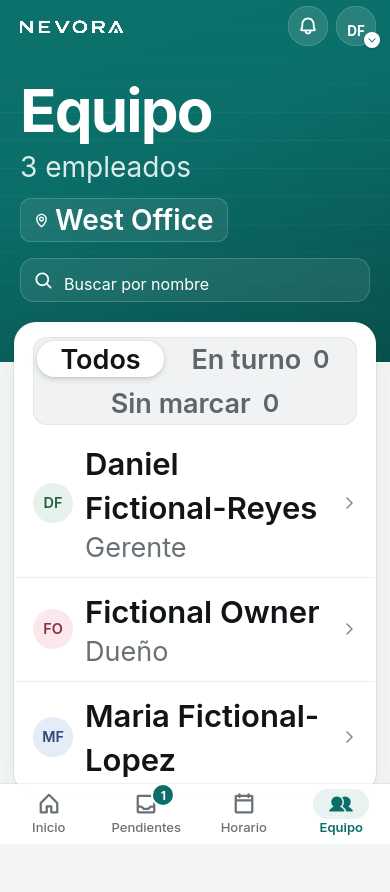 NEVORA
DF
Equipo
3 empleados
West Office
Buscar por nombre
Todos
En turno 0
Sin marcar 0
DF
Daniel
Fictional-Reyes
Gerente
FO
Fictional Owner
Dueño
MF
Maria Fictional-
Lopez
1
Inicio
Pendientes
Horario
Equipo